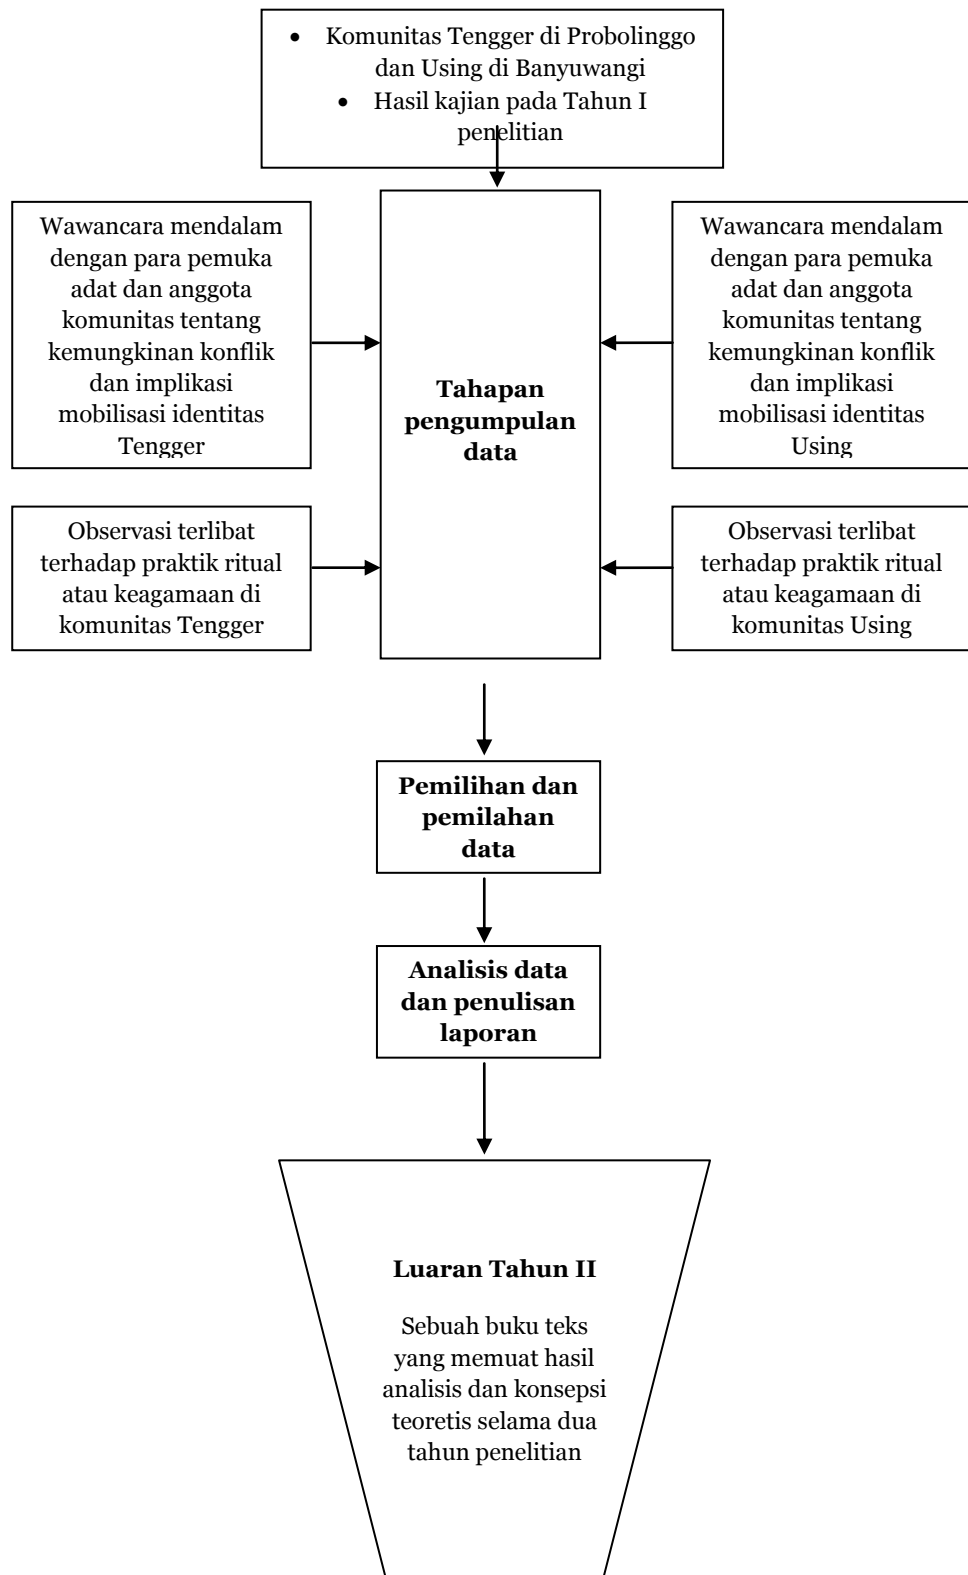 • Komunitas Tengger di Probolinggo
dan Using di Banyuwangi
• Hasil kajian pada Tahun I
penelitian
Wawancara mendalam
dengan para pemuka
adat dan anggota
komunitas tentang
kemungkinan konflik
dan implikasi
mobilisasi identitas
Tengger
Tahapan
pengumpulan
data
Wawancara mendalam
dengan para pemuka
adat dan anggota
komunitas tentang
kemungkinan konflik
dan implikasi
mobilisasi identitas
Using
Observasi terlibat
terhadap praktik ritual
atau keagamaan di
komunitas Tengger
Observasi terlibat
terhadap praktik ritual
atau keagamaan di
komunitas Using
Pemilihan dan
pemilahan
data
Analisis data
dan penulisan
laporan
Luaran Tahun II
Sebuah buku teks
yang memuat hasil
analisis dan konsepsi
teoretis selama dua
tahun penelitian